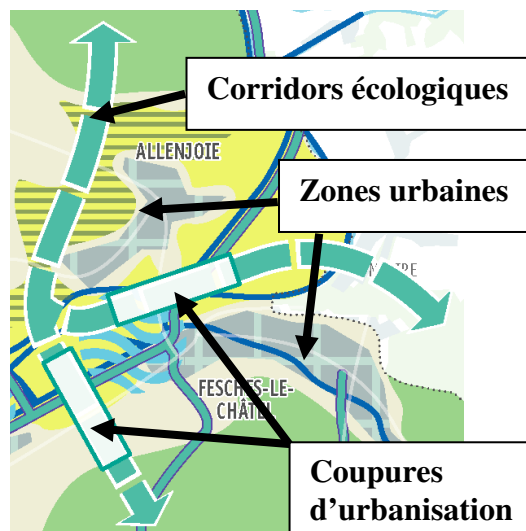 Corridors écologiques
ALLENJOIE
Zones urbaines
FESCHES-LE-
CHÂTEL
Coupures
d'urbanisation